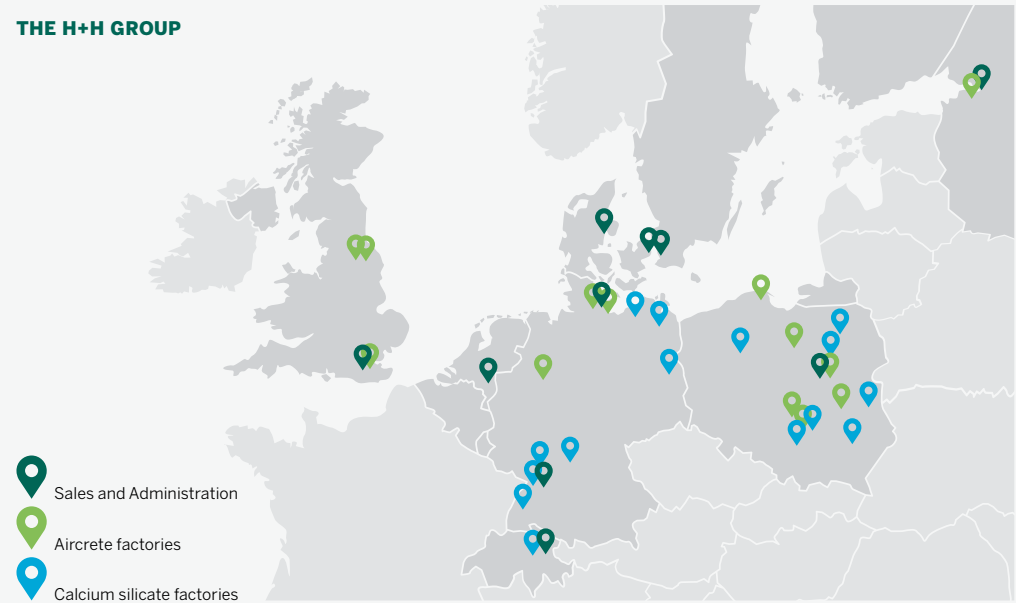 THE H+H GROUP
Sales and Administration
Aircrete factories
Calcium silicate factories